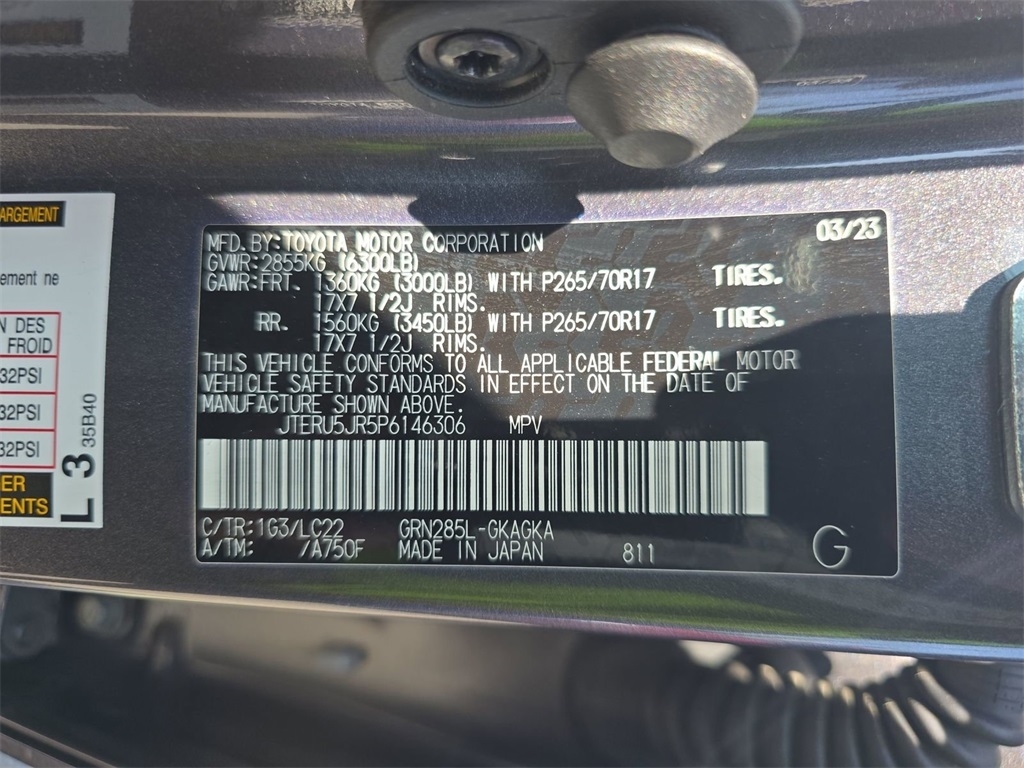 ARGEMENT
ement ne
N DES
FROID
32PSI
32PSI
32PSI
ER
ENTS
L 3 35B40
MFD. BY: TOYOTA MOTOR CORPORATION 03/23
GVWR: 2855KG (6300LB)
GAWR: FRT. 1360KG (3000LB) WITH P265/70R17 TIRES.
17X7 1/2J RIMS.
RR. 1560KG (3450LB) WITH P265/70R17 TIRES.
17X7 1/2J RIMS.
THIS VEHICLE CONFORMS TO ALL APPLICABLE FEDERAL MOTOR
VEHICLE SAFETY STANDARDS IN EFFECT ON THE DATE OF
MANUFACTURE SHOWN ABOVE.
JTERU5JR5P6146306 MPV
C/TR: 1G3/LC22 GRN285L-GKAGKA
A/TM: /A750F MADE IN JAPAN 811 G